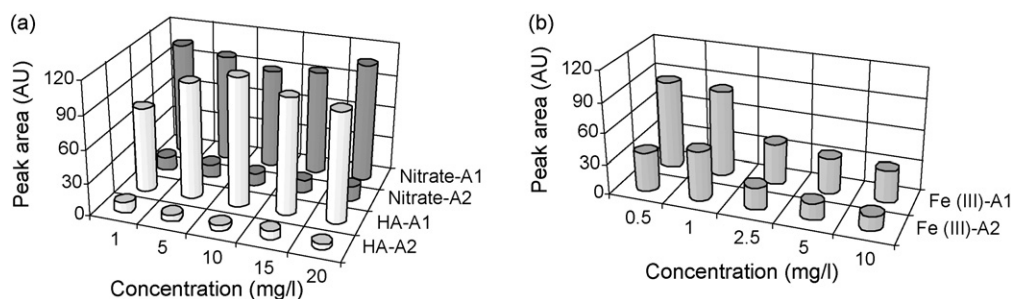 (a)
Peak area (AU)
120
90
60
30
0
1
5
10
15
20
Concentration (mg/l)
Nitrate-A1
Nitrate-A2
HA-A1
HA-A2
(b)
Peak area (AU)
120
90
60
30
0
0.5
1
2.5
5
10
Concentration (mg/l)
Fe (III)-A1
Fe (III)-A2